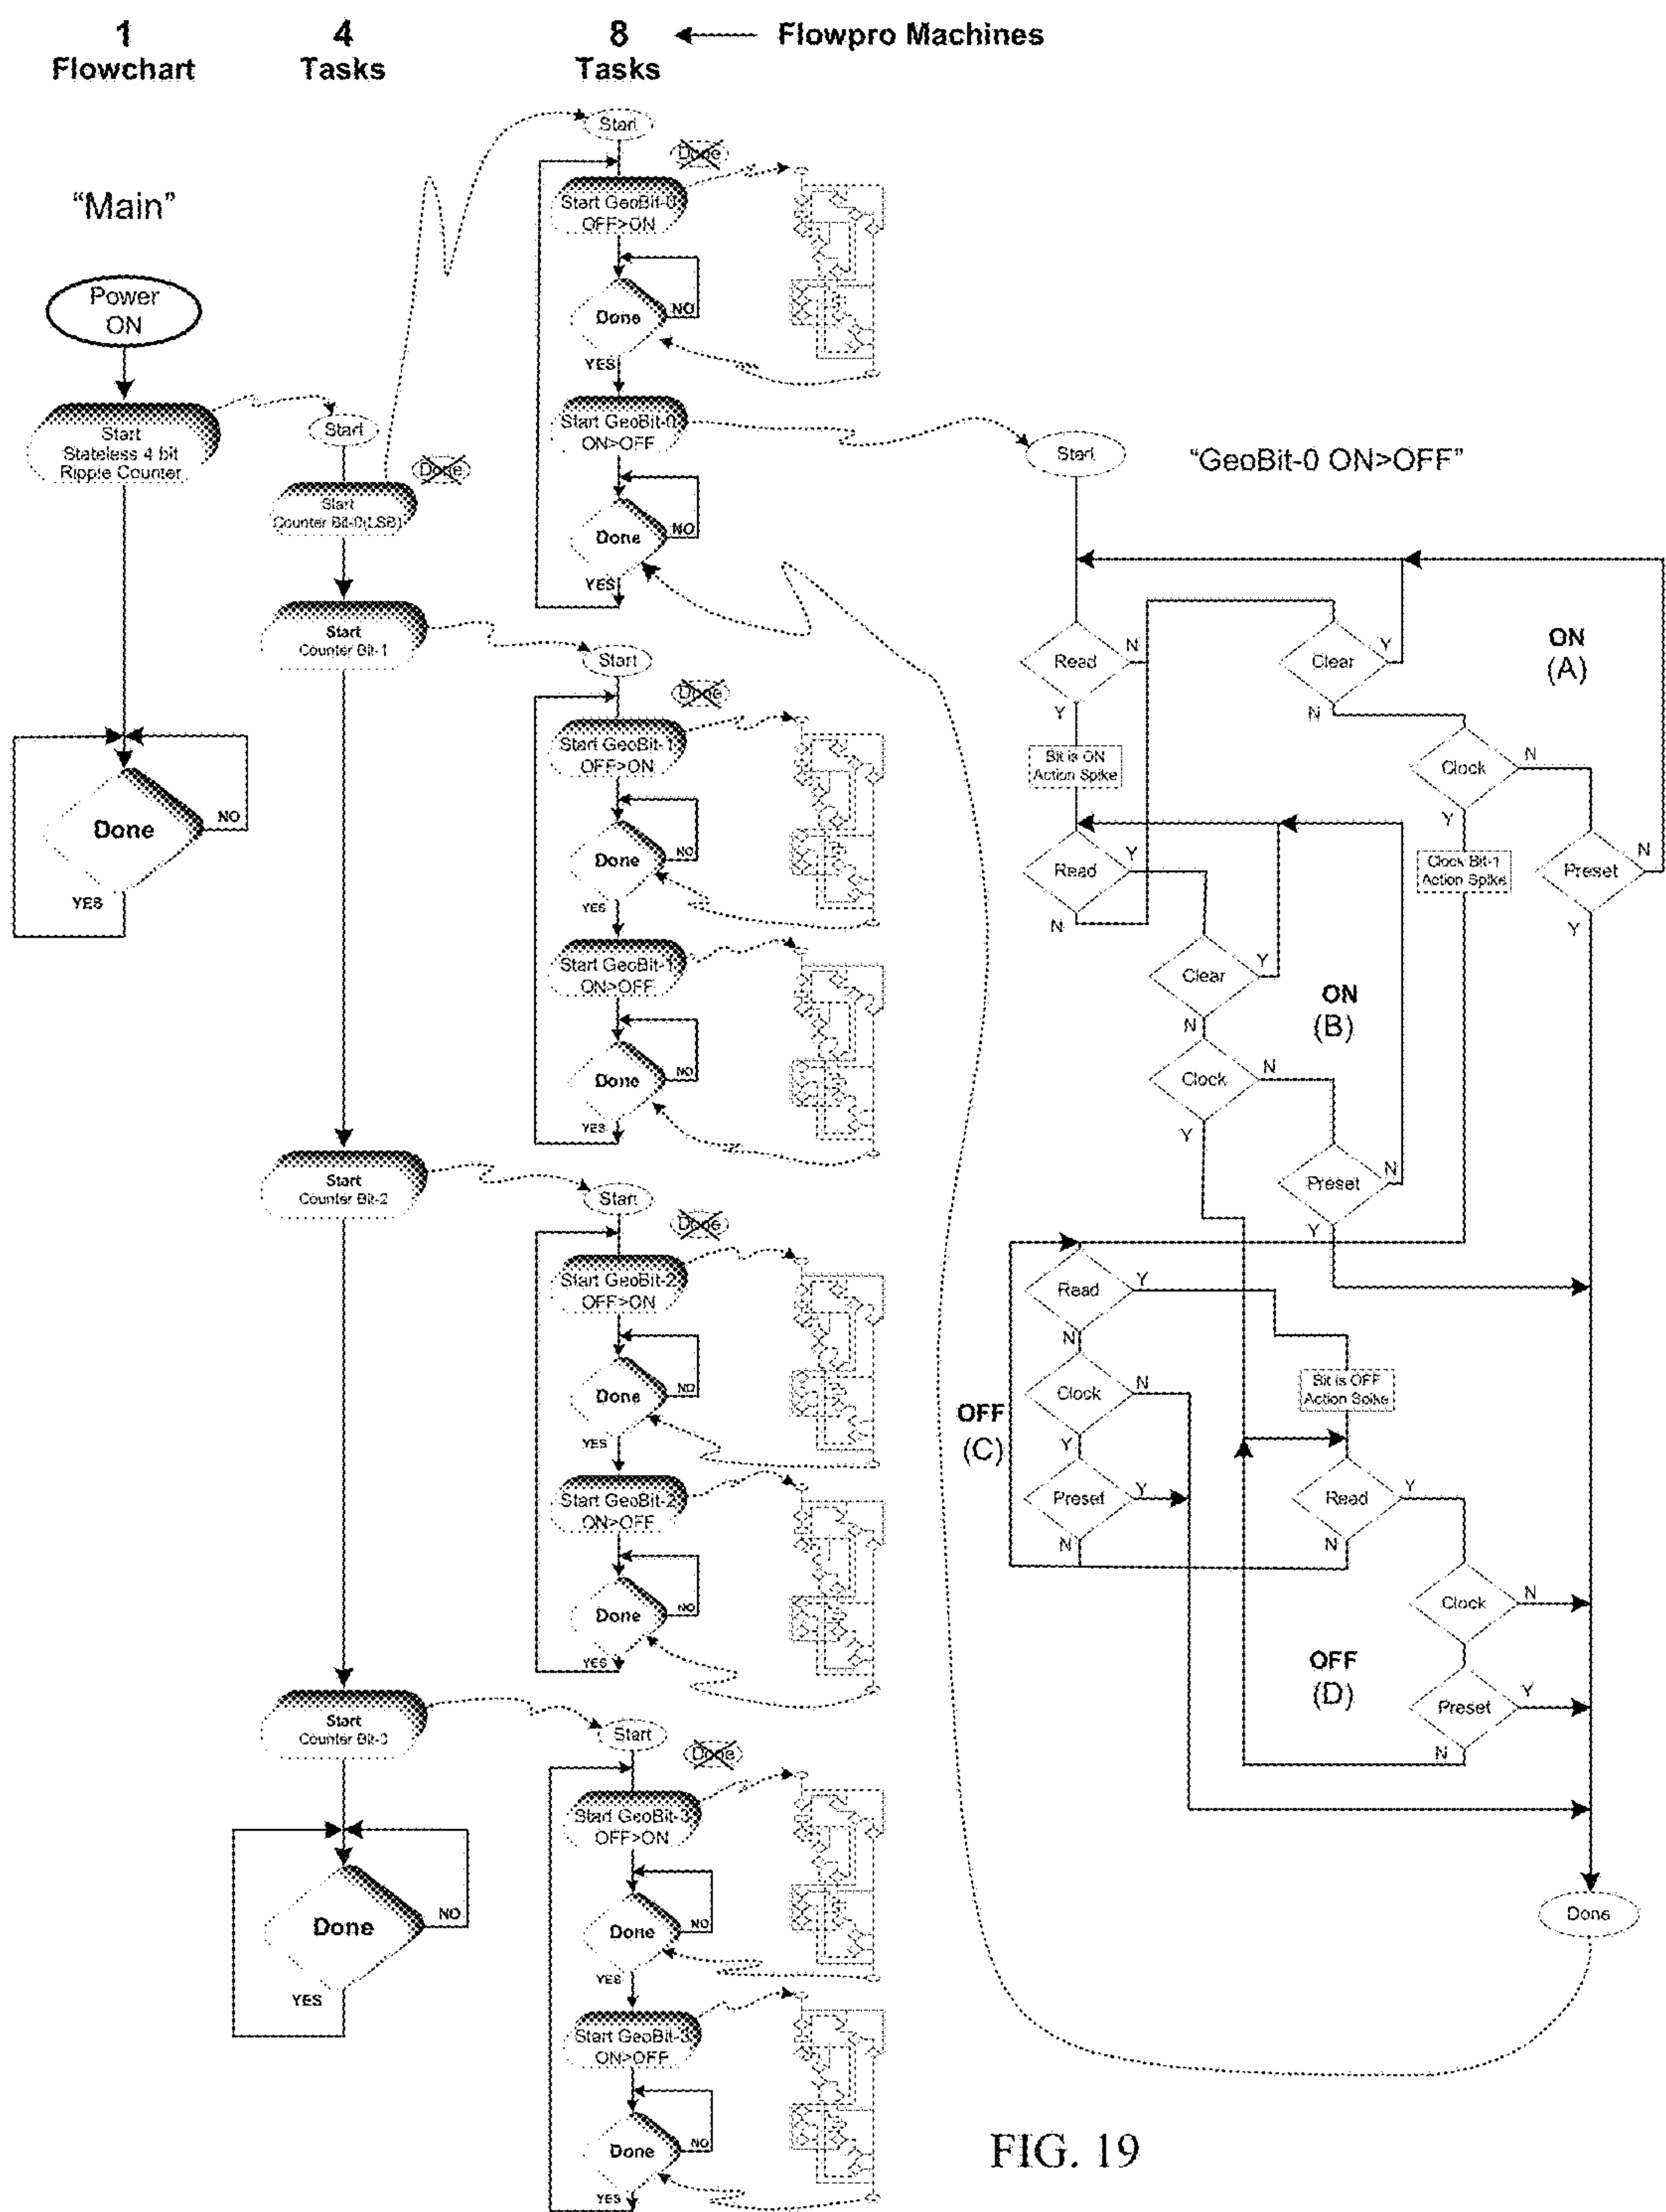 1
Flowchart
4
Tasks
8
Tasks
Flowpro Machines
"Main"
Power
ON
Start
Stateless 4 bit
Ripple Counter
Done
NO
YES
Start
Done
Start
Counter Bit-0(LSB)
Start
Counter Bit-1
Start
Counter Bit-2
Start
Counter Bit-3
Done
NO
YES
Start
Done
Start GeoBit-0
OFF>ON
Done
NO
YES
Start GeoBit-0
ON>OFF
Done
NO
YES
Start
Done
Start GeoBit-1
OFF>ON
Done
NO
YES
Start GeoBit-1
ON>OFF
Done
NO
YES
Start
Done
Start GeoBit-2
OFF>ON
Done
NO
YES
Start GeoBit-2
ON>OFF
Done
NO
YES
Start
Done
Start GeoBit-3
OFF>ON
Done
NO
YES
Start GeoBit-3
ON>OFF
Done
NO
YES
Start
"GeoBit-0 ON>OFF"
Read
N
Y
Clear
Y
N
ON
(A)
Bit is ON
Action Spike
Clock
N
Y
Read
Y
N
Clock Bit-1
Action Spike
Preset
N
Y
Clear
Y
N
ON
(B)
Clock
N
Y
Preset
N
Y
Read
Y
N
Clock
N
Y
Bit is OFF
Action Spike
OFF
(C)
Preset
Y
N
Read
Y
N
Clock
N
OFF
(D)
Preset
Y
N
Done
FIG. 19